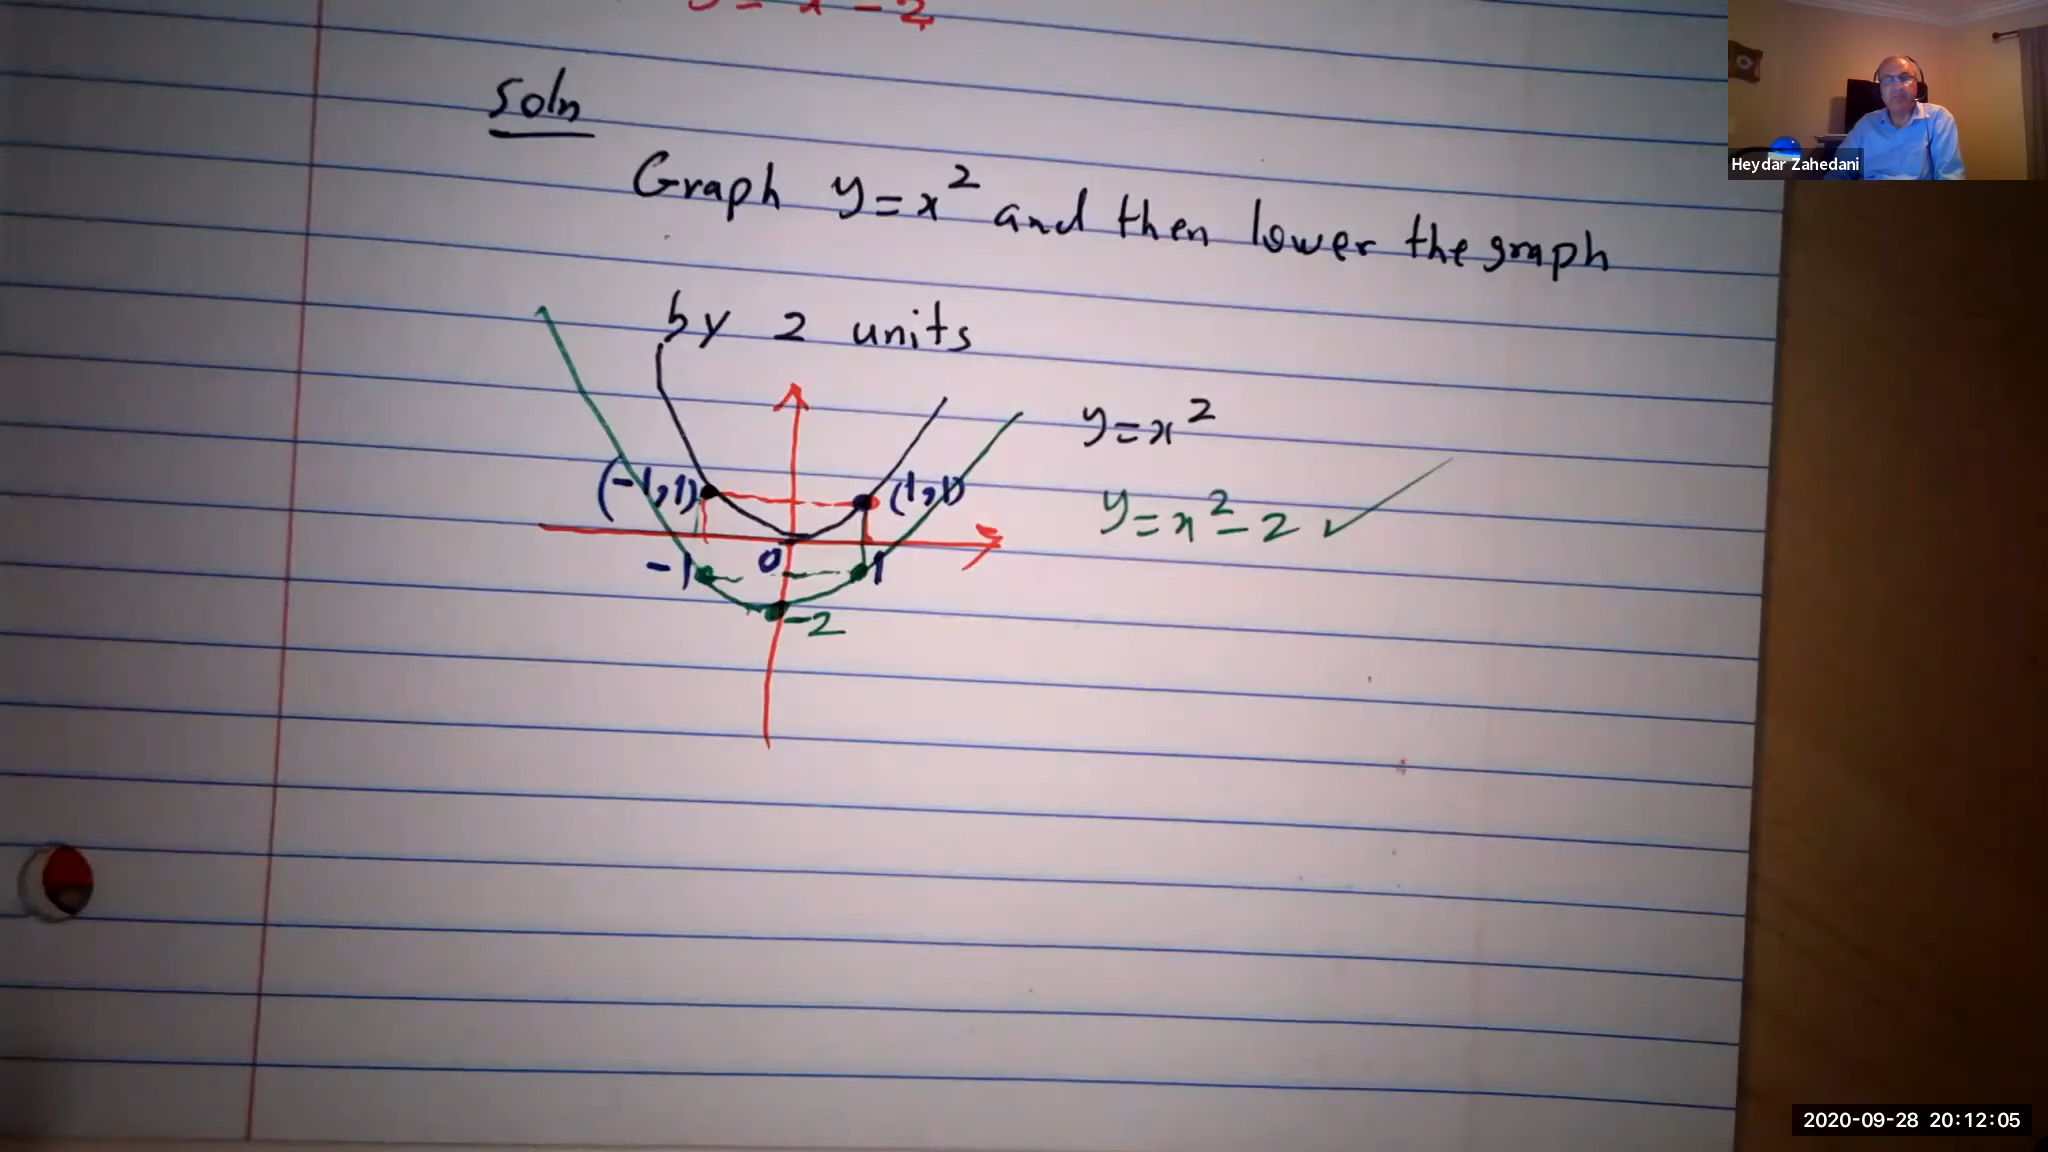 y = x - 2
Soln
Graph y = x² and then lower the graph
by 2 units
y = x²
(-1,1) (1,1)
y = x² - 2
-1 0 1
-2
Heydar Zahedani
2020-09-28 20:12:05